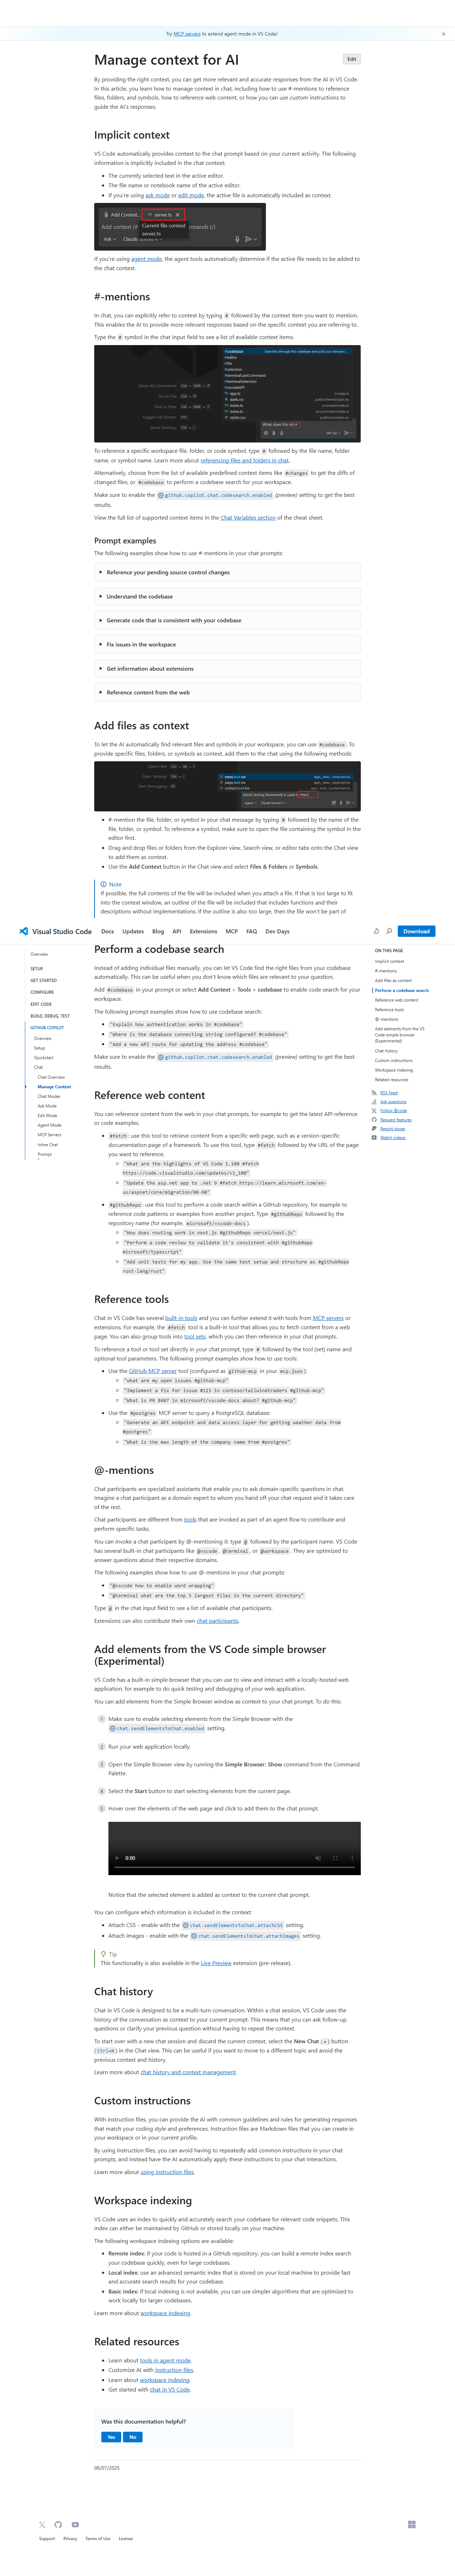 Try MCP servers to extend agent mode in VS Code!
Manage context for AI
Edit
By providing the right context, you can get more relevant and accurate responses from the AI in VS Code.
In this article, you learn how to manage context in chat, including how to use #-mentions to reference
files, folders, and symbols, how to reference web content, or how you can use custom instructions to
guide the AI's responses.
Implicit context
VS Code automatically provides context to the chat prompt based on your current activity. The following
information is implicitly included in the chat context:
The currently selected text in the active editor.
The file name or notebook name of the active editor.
If you're using ask mode or edit mode, the active file is automatically included as context.
Add Context... TS server.ts
Current file context
server.ts
Ask
If you're using agent mode, the agent tools automatically determine if the active file needs to be added to
the chat context.
#-mentions
In chat, you can explicitly refer to context by typing # followed by the context item you want to mention.
This enables the AI to provide more relevant responses based on the specific context you are referring to.
Type the # symbol in the chat input field to see a list of available context items.
To reference a specific workspace file, folder, or code symbol, type # followed by the file name, folder
name, or symbol name. Learn more about referencing files and folders in chat.
Alternatively, choose from the list of available predefined context items like #changes to get the diffs of
changed files, or #codebase to perform a codebase search for your workspace.
Make sure to enable the github.copilot.chat.codesearch.enabled (preview) setting to get the best
results.
View the full list of supported context items in the Chat Variables section of the cheat sheet.
Prompt examples
The following examples show how to use #-mentions in your chat prompts:
Reference your pending source control changes
Understand the codebase
Generate code that is consistent with your codebase
Fix issues in the workspace
Get information about extensions
Reference content from the web
Add files as context
To let the AI automatically find relevant files and symbols in your workspace, you can use #codebase. To
provide specific files, folders, or symbols as context, add them to the chat using the following methods:
#-mention the file, folder, or symbol in your chat message by typing # followed by the name of the
file, folder, or symbol. To reference a symbol, make sure to open the file containing the symbol in the
editor first.
Drag and drop files or folders from the Explorer view, Search view, or editor tabs onto the Chat view
to add them as context.
Use the Add Context button in the Chat view and select Files & Folders or Symbols.
Note
If possible, the full contents of the file will be included when you attach a file. If that is too large to fit
into the context window, an outline of the file will be included that includes functions and their
descriptions without implementations. If the outline is also too large, then the file won't be part of
Visual Studio Code
Docs Updates Blog API Extensions MCP FAQ Dev Days
Download
Overview
SETUP
GET STARTED
CONFIGURE
EDIT CODE
BUILD, DEBUG, TEST
GITHUB COPILOT
Overview
Setup
Quickstart
Chat
Chat Overview
Manage Context
Chat Modes
Ask Mode
Edit Mode
Agent Mode
MCP Servers
Inline Chat
Prompt
Perform a codebase search
Instead of adding individual files manually, you can let VS Code find the right files from your codebase
automatically. This can be useful when you don't know which files are relevant to your question.
Add #codebase in your prompt or select Add Context > Tools > codebase to enable code search for your
workspace.
The following prompt examples show how to use codebase search:
"Explain how authentication works in #codebase"
"Where is the database connecting string configured? #codebase"
"Add a new API route for updating the address #codebase"
Make sure to enable the github.copilot.chat.codesearch.enabled (preview) setting to get the best
results.
ON THIS PAGE
Implicit context
#-mentions
Add files as context
Perform a codebase search
Reference web content
Reference tools
@-mentions
Add elements from the VS
Code simple browser
(Experimental)
Chat history
Custom instructions
Workspace indexing
Related resources
RSS Feed
Ask questions
Follow @code
Request features
Report issues
Watch videos
Reference web content
You can reference content from the web in your chat prompts, for example, to get the latest API reference
or code examples.
#fetch: use this tool to retrieve content from a specific web page, such as a following
documentation page of a framework. To use this tool, type #fetch followed by the URL of the page
you want to reference.
"What are the highlights of VS Code 1.100 #fetch
https://code.visualstudio.com/updates/v1_100"
"Update the asp.net app to .net 9 #fetch https://learn.microsoft.com/en-
us/aspnet/core/migration/80-90"
#githubRepo: use this tool to perform a code search within a GitHub repository, for example to
reference code patterns or examples from another project. Type #githubRepo followed by the
repository name (for example, microsoft/vscode-docs).
"How does routing work in next.js #githubRepo vercel/next.js"
"Perform a code review to validate it's consistent with #githubRepo
microsoft/typescript"
"Add unit tests for my app. Use the same test setup and structure as #githubRepo
rust-lang/rust"
Reference tools
Chat in VS Code has several built-in tools and you can further extend it with tools from MCP servers or
extensions. For example, the #fetch tool is a built-in tool that allows you to fetch content from a web
page. You can also group tools into tool sets, which you can then reference in your chat prompts.
To reference a tool or tool set directly in your chat prompt, type # followed by the tool (set) name and
optional tool parameters. The following prompt examples show how to use tools:
Use the GitHub MCP server tool (configured as github-mcp in your mcp.json):
"what are my open issues #github-mcp"
"Implement a fix for issue #123 in contoso/tailwindtraders #github-mcp"
"What is PR 8407 in microsoft/vscode-docs about? #github-mcp"
Use the #postgres MCP server to query a PostgreSQL database:
"Generate an API endpoint and data access layer for getting weather data from
#postgres"
"What is the max length of the company name from #postgres"
@-mentions
Chat participants are specialized assistants that enable you to ask domain-specific questions in chat.
Imagine a chat participant as a domain expert to whom you hand off your chat request and it takes care
of the rest.
Chat participants are different from tools that are invoked as part of an agent flow to contribute and
perform specific tasks.
You can invoke a chat participant by @-mentioning it: type @ followed by the participant name. VS Code
has several built-in chat participants like @vscode, @terminal, or @workspace. They are optimized to
answer questions about their respective domains.
The following examples show how to use @-mentions in your chat prompts:
"@vscode how to enable word wrapping"
"@terminal what are the top 5 largest files in the current directory"
Type @ in the chat input field to see a list of available chat participants.
Extensions can also contribute their own chat participants.
Add elements from the VS Code simple browser
(Experimental)
VS Code has a built-in simple browser that you can use to view and interact with a locally-hosted web
application, for example to do quick testing and debugging of your web application.
You can add elements from the Simple Browser window as context to your chat prompt. To do this:
1 Make sure to enable selecting elements from the Simple Browser with the
chat.sendElementsToChat.enabled setting.
2 Run your web application locally.
3 Open the Simple Browser view by running the Simple Browser: Show command from the Command
Palette.
4 Select the Start button to start selecting elements from the current page.
5 Hover over the elements of the web page and click to add them to the chat prompt.
0:00
Notice that the selected element is added as context to the current chat prompt.
You can configure which information is included in the context:
Attach CSS - enable with the chat.sendElementsToChat.attachCSS setting.
Attach images - enable with the chat.sendElementsToChat.attachImages setting.
Tip
This functionality is also available in the Live Preview extension (pre-release).
Chat history
Chat in VS Code is designed to be a multi-turn conversation. Within a chat session, VS Code uses the
history of the conversation as context to your current prompt. This means that you can ask follow-up
questions or clarify your previous question without having to repeat the context.
To start over with a new chat session and discard the current context, select the New Chat (+) button
(Ctrl+N) in the Chat view. This can be useful if you want to move to a different topic and avoid the
previous context and history.
Learn more about chat history and context management.
Custom instructions
With instruction files, you can provide the AI with common guidelines and rules for generating responses
that match your coding style and preferences. Instruction files are Markdown files that you can create in
your workspace or in your current profile.
By using instruction files, you can avoid having to repeatedly add common instructions in your chat
prompts, and instead have the AI automatically apply these instructions to your chat interactions.
Learn more about using instruction files.
Workspace indexing
VS Code uses an index to quickly and accurately search your codebase for relevant code snippets. This
index can either be maintained by GitHub or stored locally on your machine.
The following workspace indexing options are available:
Remote index: if your code is hosted in a GitHub repository, you can build a remote index search
your codebase quickly, even for large codebases.
Local index: use an advanced semantic index that is stored on your local machine to provide fast
and accurate search results for your codebase.
Basic index: if local indexing is not available, you can use simpler algorithms that are optimized to
work locally for larger codebases.
Learn more about workspace indexing.
Related resources
Learn about tools in agent mode.
Customize AI with instruction files.
Learn about workspace indexing.
Get started with chat in VS Code.
Was this documentation helpful?
Yes No
08/07/2025
Support Privacy Terms of Use License